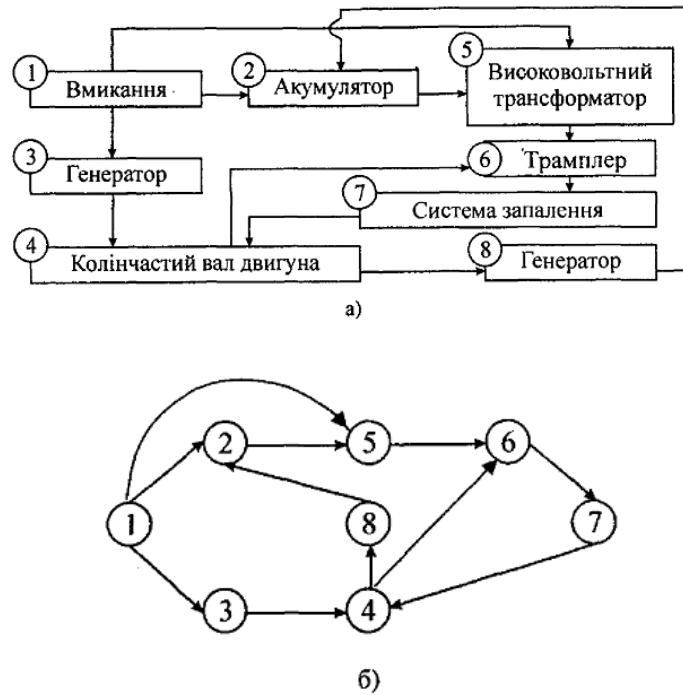 1 Вмикання
2 Акумулятор
5 Високовольтний
трансформатор
3 Генератор
6 Трамплер
7 Система запалення
4 Колінчастий вал двигуна
8 Генератор
а)
2 5 6
1 8 7
3 4
б)